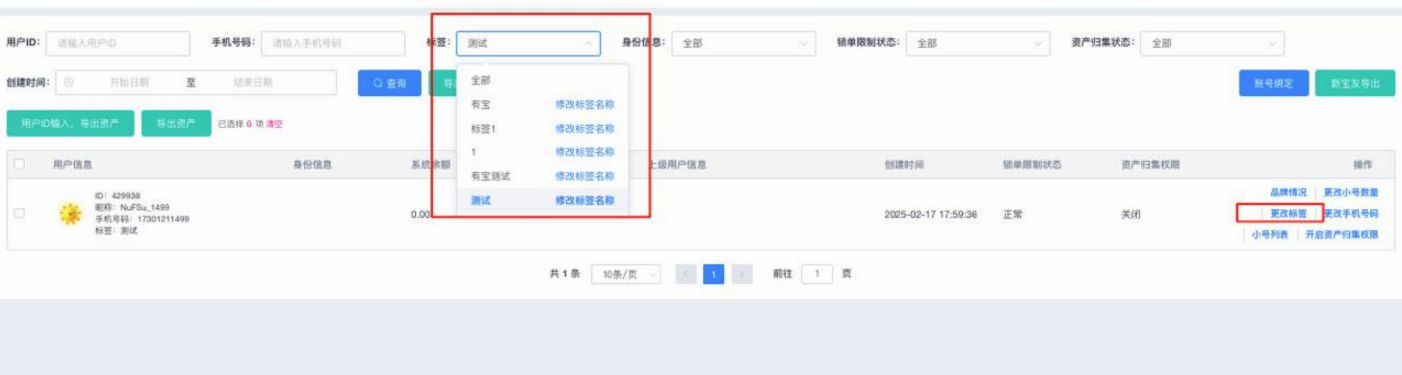 用户ID: 请输入用户ID 手机号码: 请输入手机号码 标签: 测试 身份信息: 全部 锁单限制状态: 全部 资产归集状态: 全部
创建时间: 开始日期 至 结束日期 查询 导 账号绑定 新宝友导出
全部
有宝 修改标签名称
标签1 修改标签名称
1 修改标签名称
有宝测试 修改标签名称
测试 修改标签名称
用户ID输入，导出资产 导出资产 已选择 0 项 清空
用户信息 身份信息 系统余额 上级用户信息 创建时间 锁单限制状态 资产归集权限 操作
ID: 429938
昵称: NuFSu_1499
手机号码: 17301211499
标签: 测试
0.00 2025-02-17 17:59:36 正常 关闭
品牌情况 更改小号数量
更改标签 更改手机号码
小号列表 开启资产归集权限
共 1 条 10条/页 1 前往 1 页